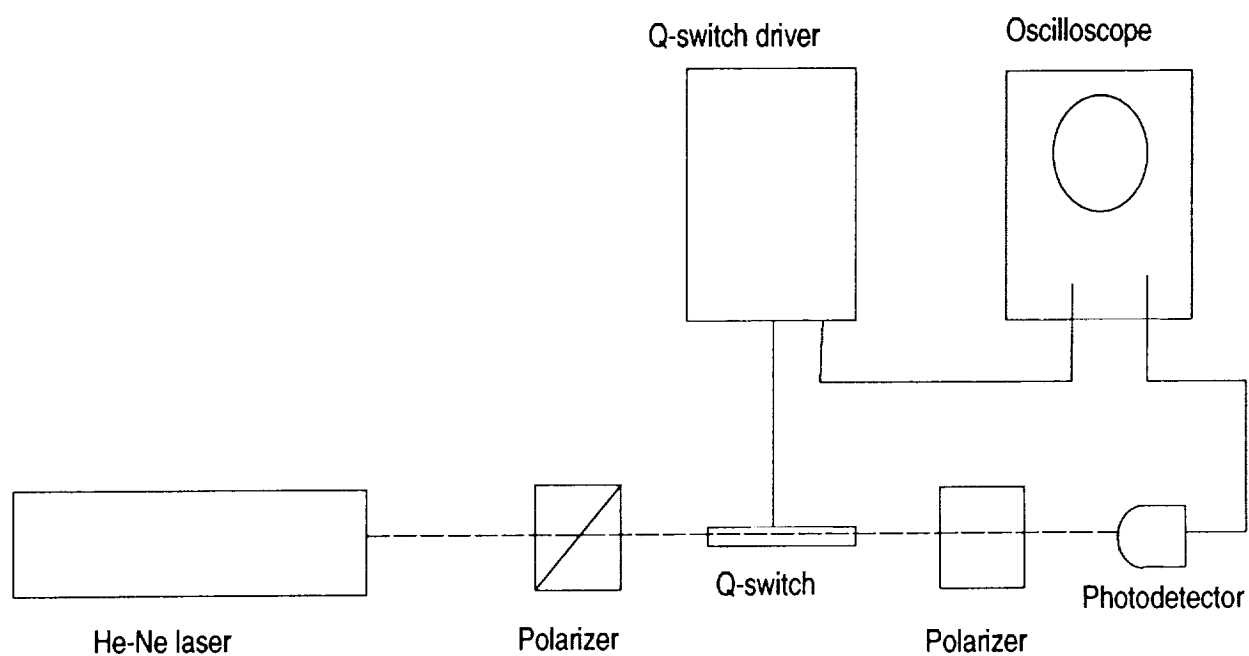 Q-switch driver
Oscilloscope
Q-switch
Photodetector
He-Ne laser
Polarizer
Polarizer